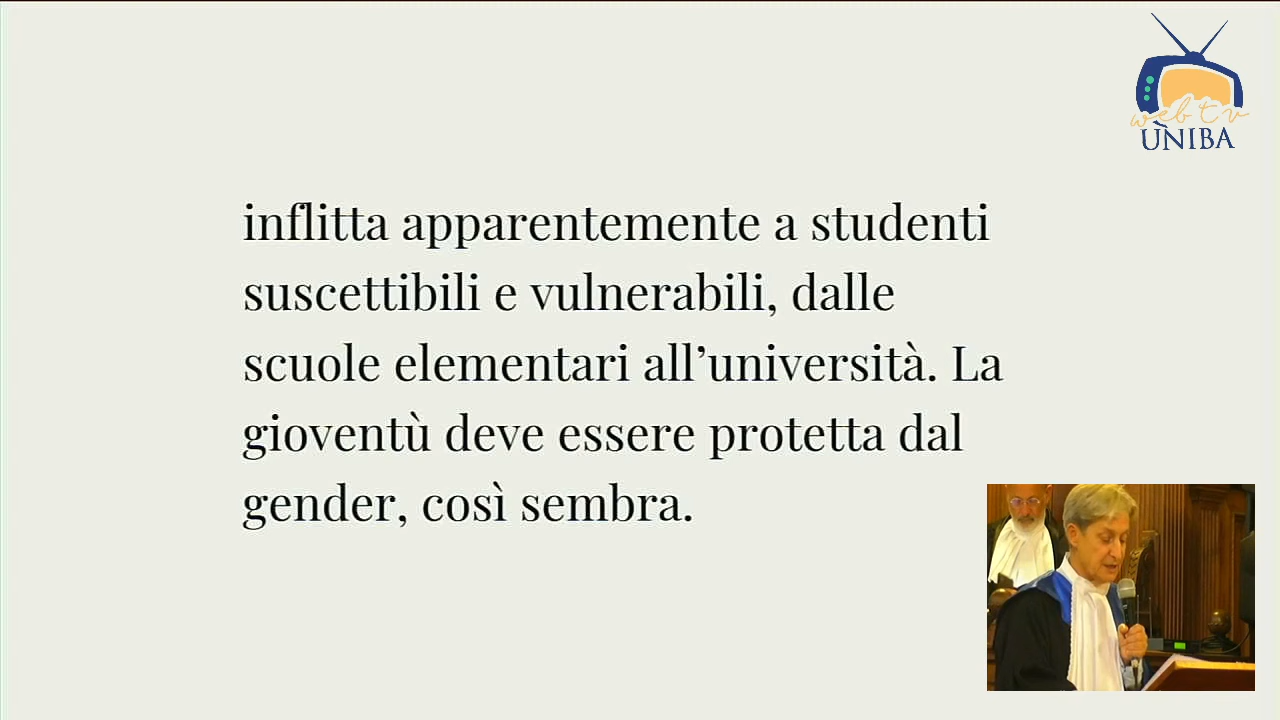 web tv
UNIBA
inflitta apparentemente a studenti
suscettibili e vulnerabili, dalle
scuole elementari all’università. La
gioventù deve essere protetta dal
gender, così sembra.